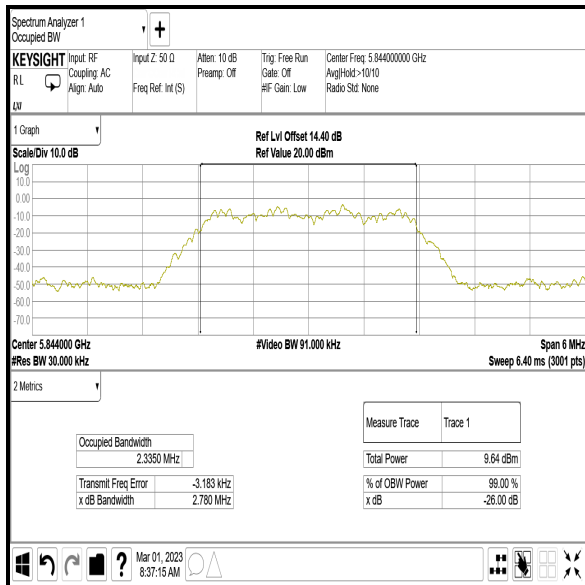 Spectrum Analyzer 1
Occupied BW
+
KEYSIGHT
RL
LXI
Input: RF
Coupling: AC
Align: Auto
Input Z: 50 Ω
Freq Ref: Int (S)
Atten: 10 dB
Preamp: Off
Trig: Free Run
Gate: Off
#IF Gain: Low
Center Freq: 5.844000000 GHz
Avg|Hold:>10/10
Radio Std: None
1 Graph
Scale/Div 10.0 dB
Ref Lvl Offset 14.40 dB
Ref Value 20.00 dBm
Log
10.0
0.00
-10.0
-20.0
-30.0
-40.0
-50.0
-60.0
-70.0
Center 5.844000 GHz
#Video BW 91.000 kHz
Span 6 MHz
#Res BW 30.000 kHz
Sweep 6.40 ms (3001 pts)
2 Metrics
Occupied Bandwidth
2.3350 MHz
Transmit Freq Error -3.183 kHz
x dB Bandwidth 2.780 MHz
Measure Trace Trace 1
Total Power 9.64 dBm
% of OBW Power 99.00 %
x dB -26.00 dB
?
Mar 01, 2023
8:37:15 AM